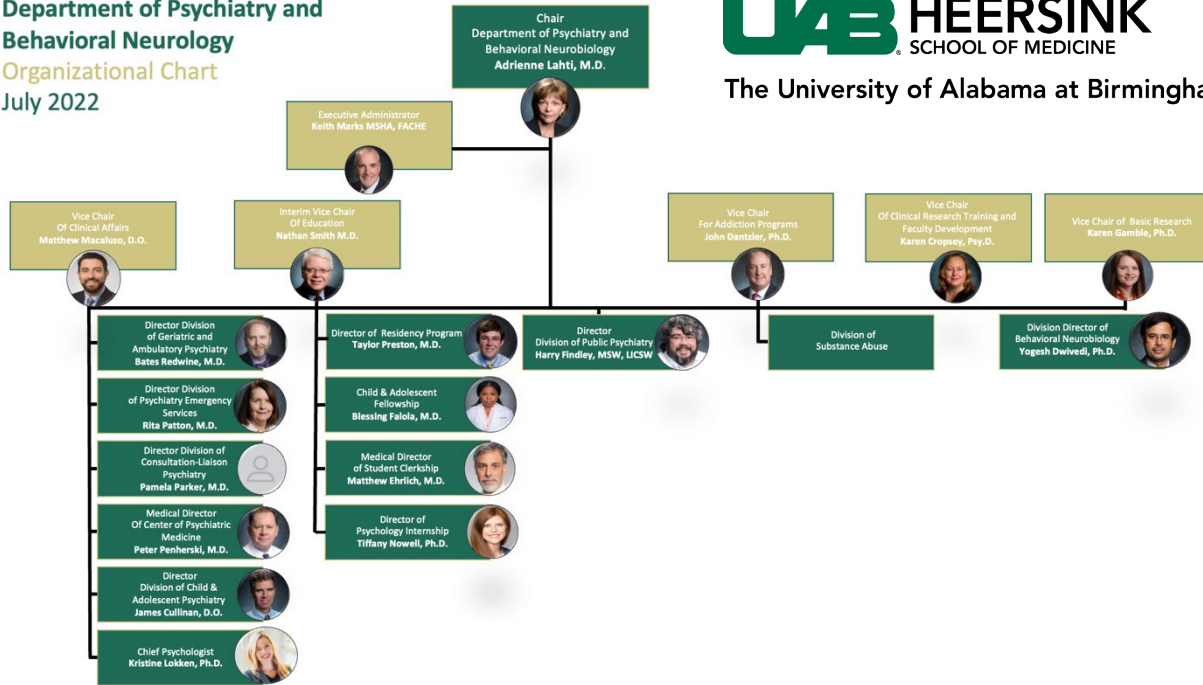 Department of Psychiatry and
Behavioral Neurology
Organizational Chart
July 2022
UAB
HEERSINK
SCHOOL OF MEDICINE
The University of Alabama at Birmingha
Chair
Department of Psychiatry and
Behavioral Neurobiology
Adrienne Lahti, M.D.
Executive Administrator
Keith Marks MSHA, FACHE
Vice Chair
Of Clinical Affairs
Matthew Macaluso, D.O.
Interim Vice Chair
Of Education
Nathan Smith M.D.
Vice Chair
For Addiction Programs
John Dantzler, Ph.D.
Vice Chair
Of Clinical Research Training and
Faculty Development
Karen Cropsey, Psy.D.
Vice Chair of Basic Research
Karen Gamble, Ph.D.
Director Division
of Geriatric and
Ambulatory Psychiatry
Bates Redwine, M.D.
Director Division
of Psychiatry Emergency
Services
Rita Patton, M.D.
Director Division of
Consultation-Liaison
Psychiatry
Pamela Parker, M.D.
Medical Director
Of Center of Psychiatric
Medicine
Peter Penherski, M.D.
Director
Division of Child &
Adolescent Psychiatry
James Cullinan, D.O.
Chief Psychologist
Kristine Lokken, Ph.D.
Director of Residency Program
Taylor Preston, M.D.
Child & Adolescent
Fellowship
Blessing Falola, M.D.
Medical Director
of Student Clerkship
Matthew Ehrlich, M.D.
Director of
Psychology Internship
Tiffany Nowell, Ph.D.
Director
Division of Public Psychiatry
Harry Findley, MSW, LICSW
Division of
Substance Abuse
Division Director of
Behavioral Neurobiology
Yogesh Dwivedi, Ph.D.